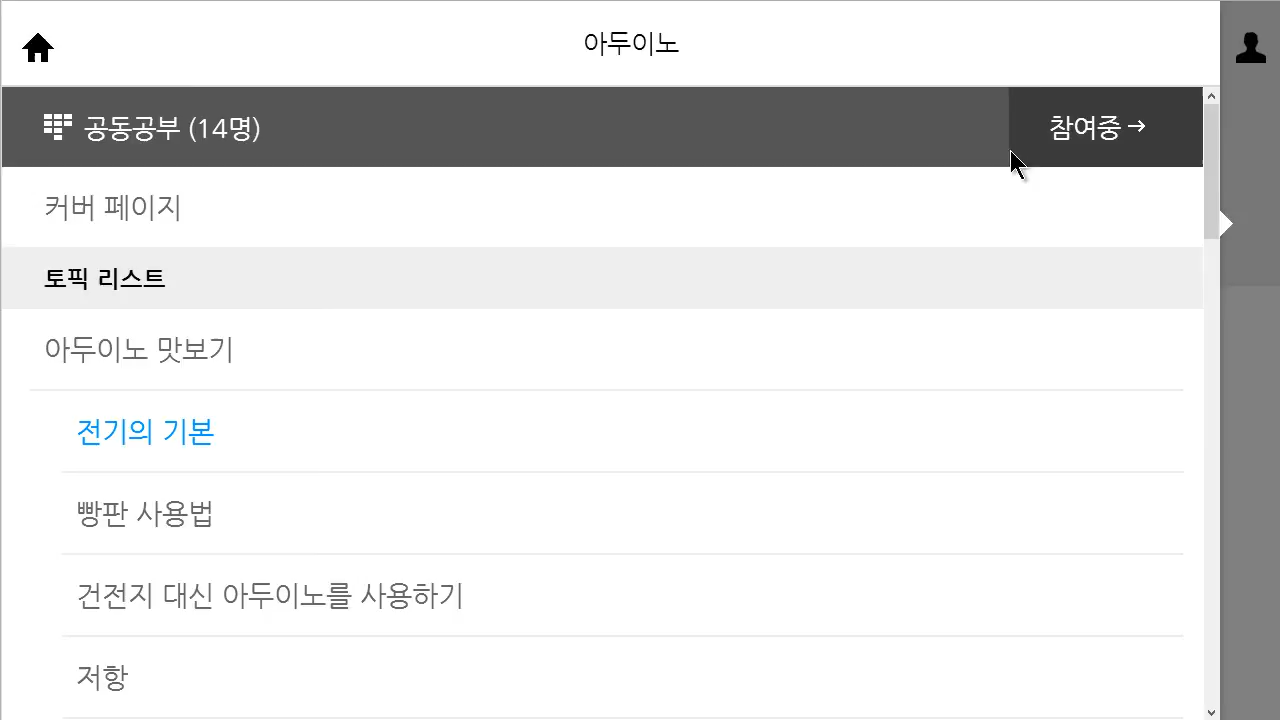 아두이노
공동공부 (14명)
참여중 →
커버 페이지
토픽 리스트
아두이노 맛보기
전기의 기본
빵판 사용법
건전지 대신 아두이노를 사용하기
저항